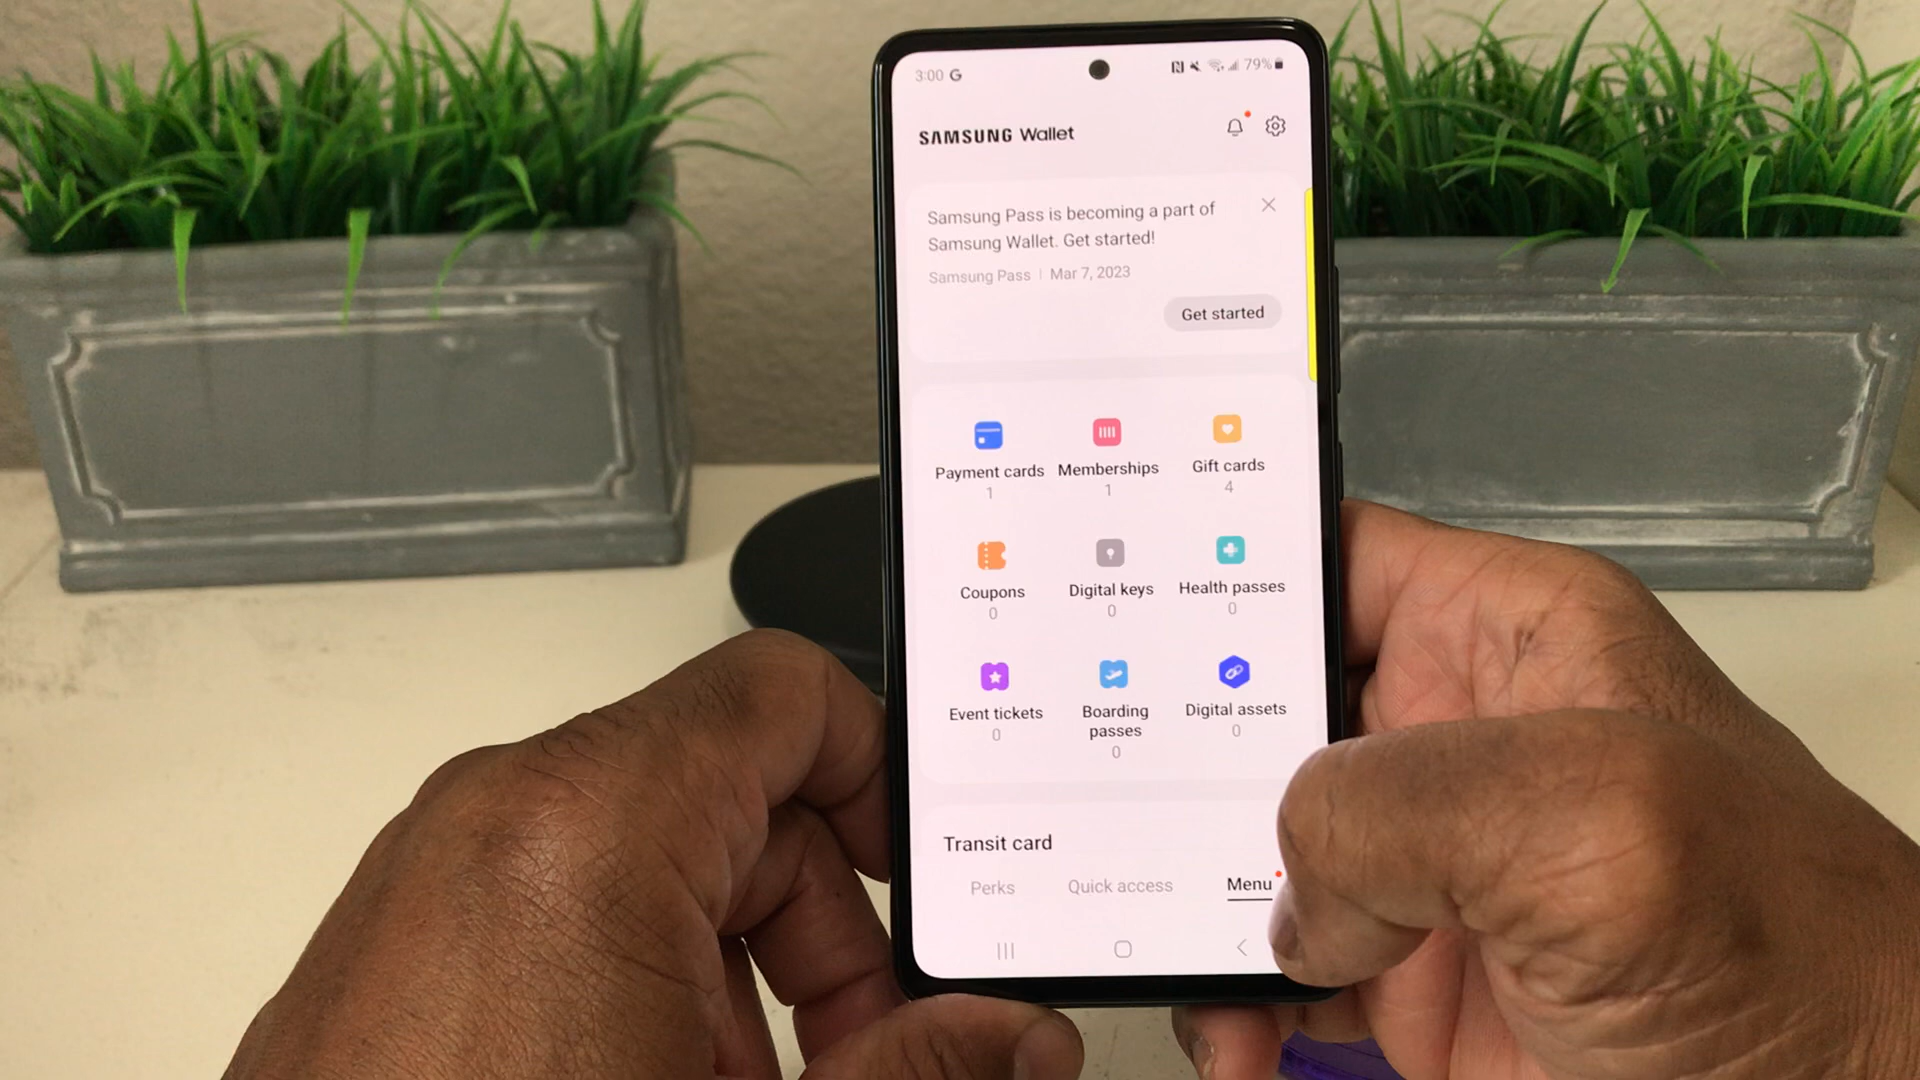 3:00 G
79%
SAMSUNG Wallet
Samsung Pass is becoming a part of
Samsung Wallet. Get started!
Samsung Pass | Mar 7, 2023
Get started
Payment cards
1
Memberships
1
Gift cards
4
Coupons
0
Digital keys
0
Health passes
0
Event tickets
0
Boarding
passes
0
Digital assets
0
Transit card
Perks
Quick access
Menu